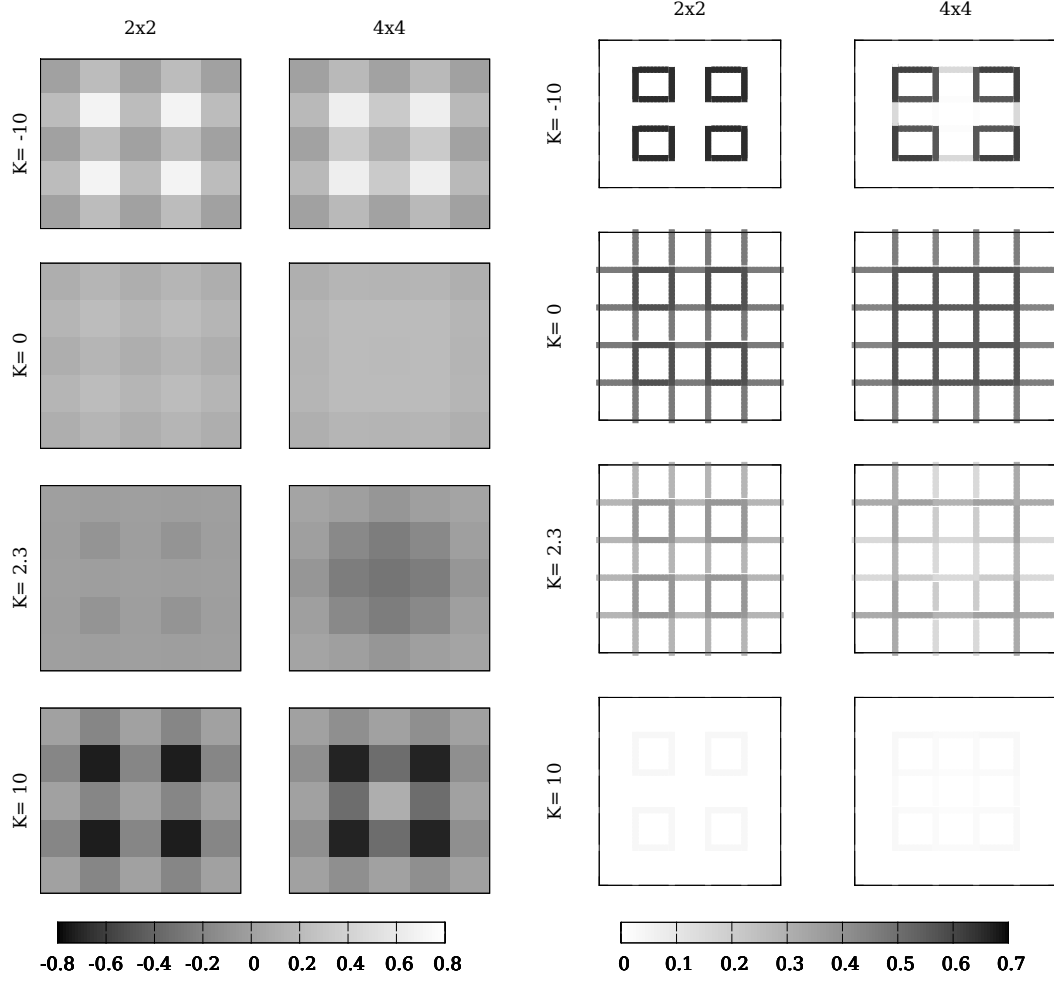 2x2 4x4 2x2 4x4
K= -10 K= -10
K= 0 K= 0
K= 2.3 K= 2.3
K= 10 K= 10
-0.8 -0.6 -0.4 -0.2 0 0.2 0.4 0.6 0.8
0 0.1 0.2 0.3 0.4 0.5 0.6 0.7